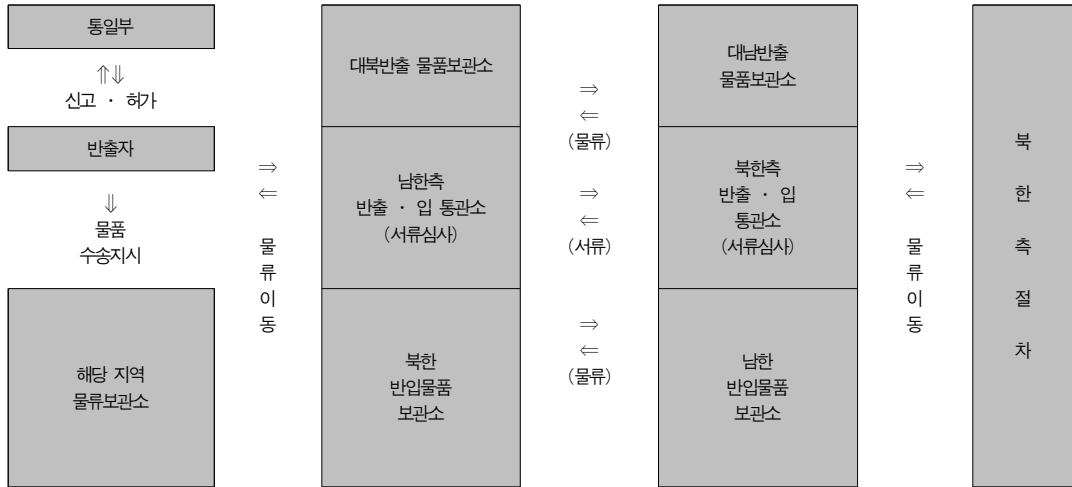 통일부
⇑⇓
신고 · 허가
반출자
⇓
물품
수송지시
해당 지역
물류보관소
⇒
⇐
물
류
이
동
대북반출 물품보관소
남한측
반출 · 입 통관소
(서류심사)
북한
반입물품
보관소
⇒
⇐
(물류)
⇒
⇐
(서류)
⇒
⇐
(물류)
대남반출
물품보관소
북한측
반출 · 입
통관소
(서류심사)
남한
반입물품
보관소
⇒
⇐
물
류
이
동
북
한
측
절
차